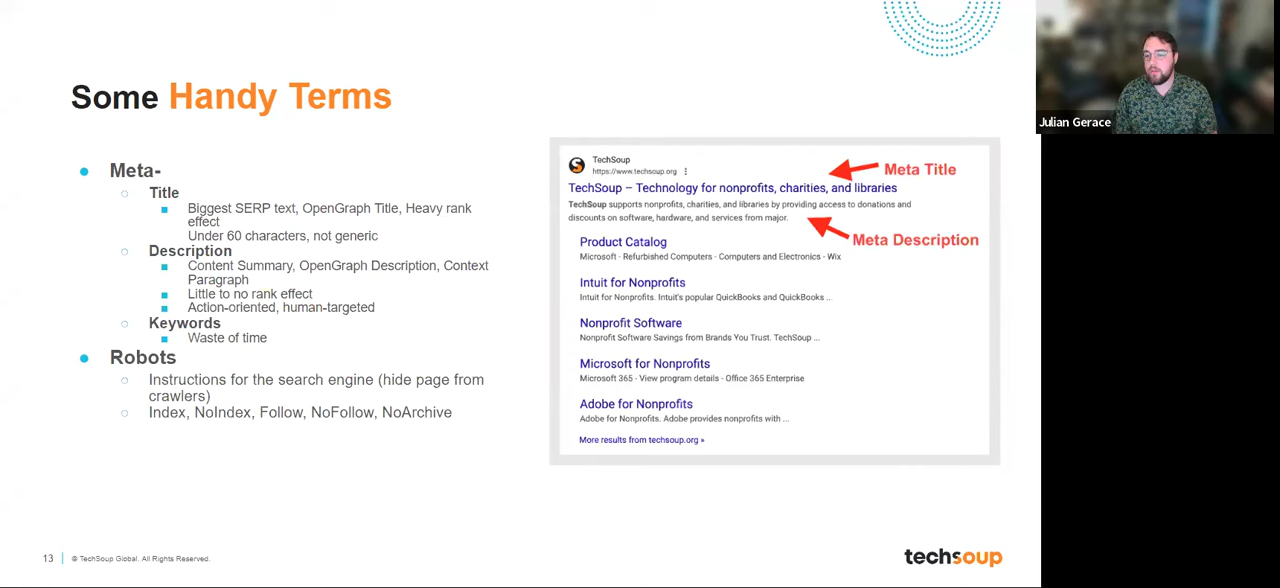 Some Handy Terms
Meta-
Title
Biggest SERP text, OpenGraph Title, Heavy rank
effect
Under 60 characters, not generic
Description
Content Summary, OpenGraph Description, Context
Paragraph
Little to no rank effect
Action-oriented, human-targeted
Keywords
Waste of time
Robots
Instructions for the search engine (hide page from
crawlers)
Index, NoIndex, Follow, NoFollow, NoArchive
TechSoup
https://www.techsoup.org
Meta Title
TechSoup – Technology for nonprofits, charities, and libraries
TechSoup supports nonprofits, charities, and libraries by providing access to donations and
discounts on software, hardware, and services from major.
Meta Description
Product Catalog
Microsoft - Refurbished Computers - Computers and Electronics - Wix
Intuit for Nonprofits
Intuit for Nonprofits. Intuit's popular QuickBooks and QuickBooks ...
Nonprofit Software
Nonprofit Software Savings from Brands You Trust. TechSoup ...
Microsoft for Nonprofits
Microsoft 365 - View program details - Office 365 Enterprise
Adobe for Nonprofits
Adobe for Nonprofits. Adobe provides nonprofits with ...
More results from techsoup.org »
13
© TechSoup Global. All Rights Reserved.
techsoup
Julian Gerace